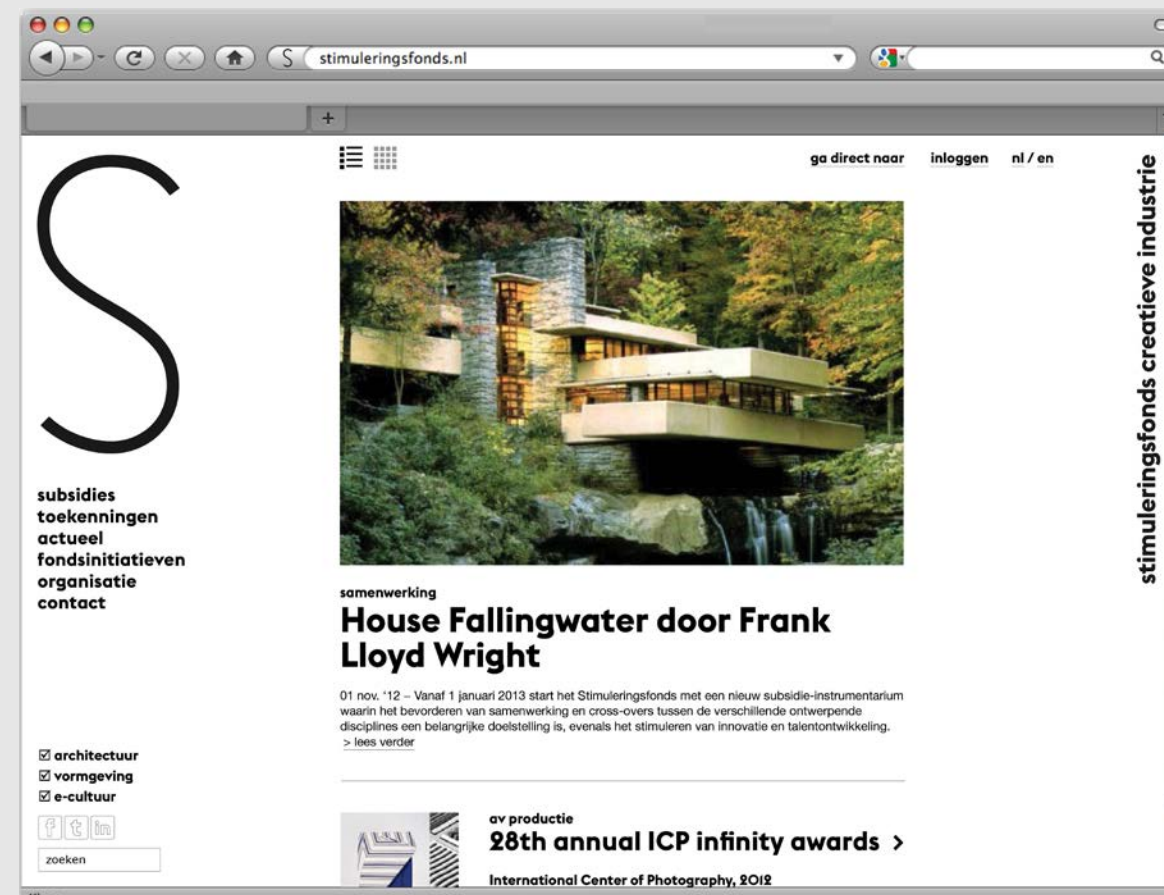 stimuleringsfonds.nl
ga direct naar
inloggen
nl / en
S
subsidies
toekenningen
actueel
fondsinitiatieven
organisatie
contact
architectuur
vormgeving
e-cultuur
f t in
zoeken
samenwerking
House Fallingwater door Frank
Lloyd Wright
01 nov. ‘12 – Vanaf 1 januari 2013 start het Stimuleringsfonds met een nieuw subsidie-instrumentarium
waarin het bevorderen van samenwerking en cross-overs tussen de verschillende ontwerpende
disciplines een belangrijke doelstelling is, evenals het stimuleren van innovatie en talentontwikkeling.
> lees verder
av productie
28th annual ICP infinity awards >
International Center of Photography, 2012
stimuleringsfonds creatieve industrie